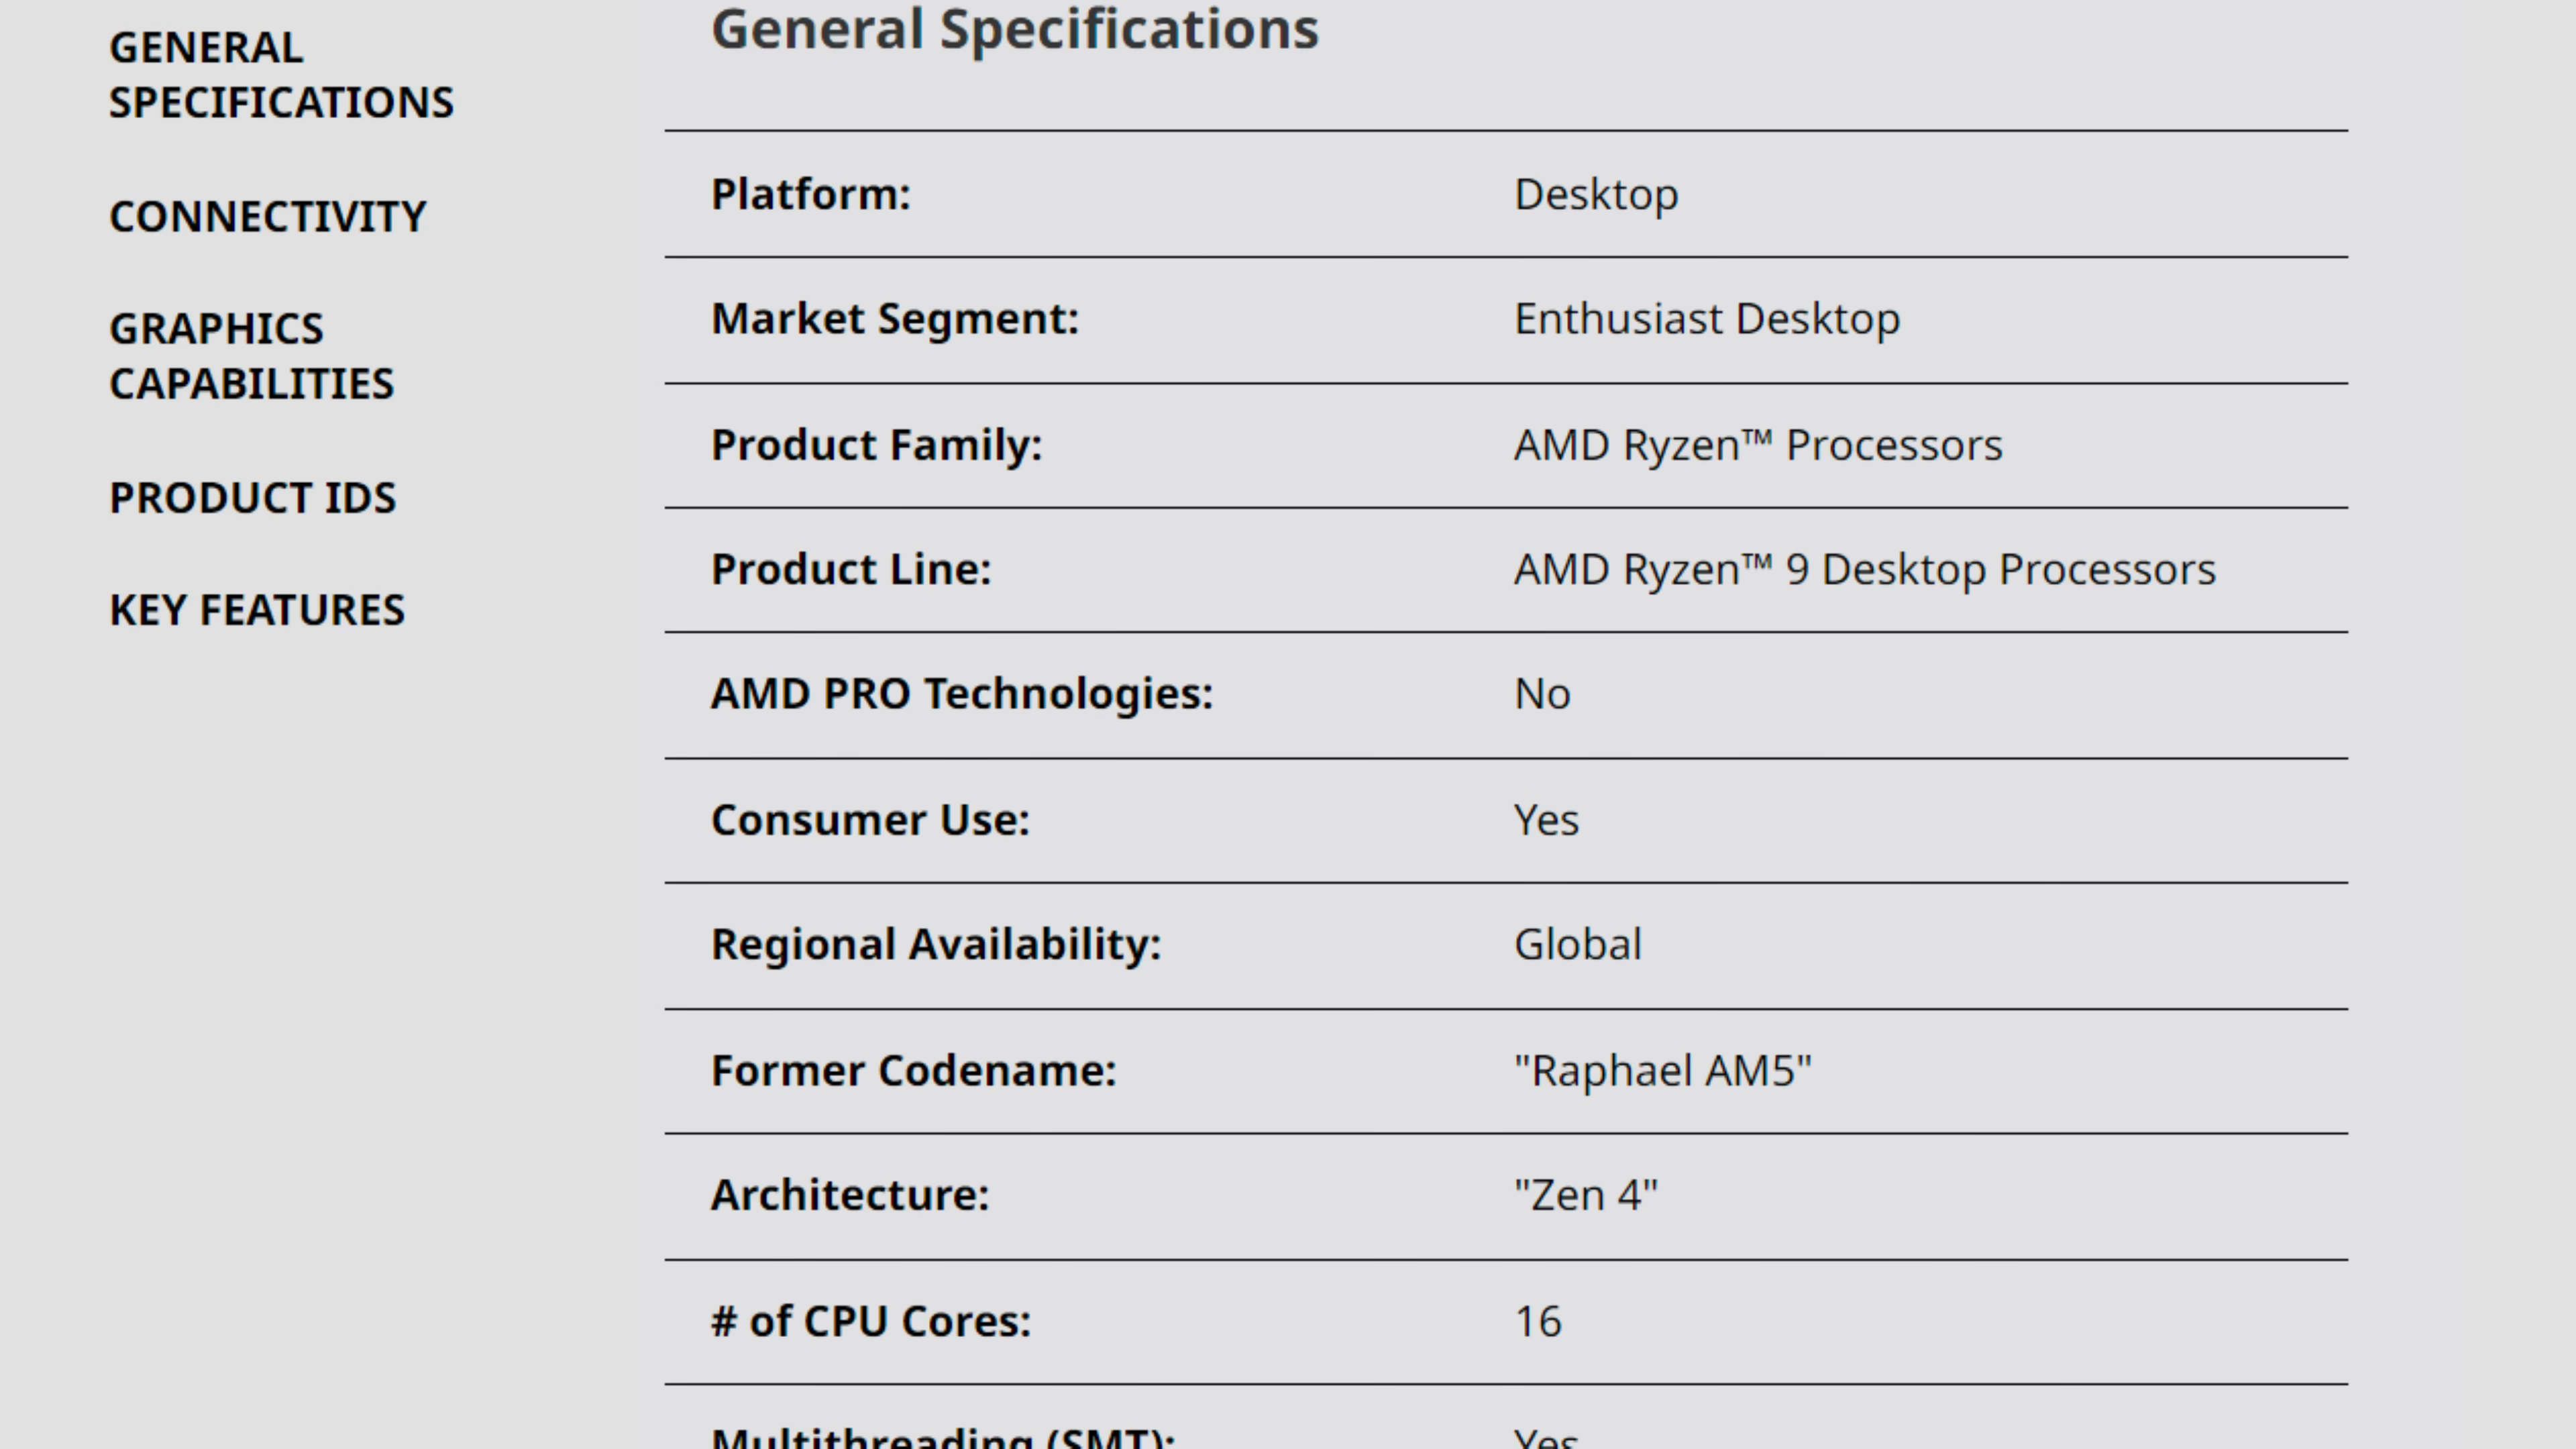 GENERAL
SPECIFICATIONS
CONNECTIVITY
GRAPHICS
CAPABILITIES
PRODUCT IDS
KEY FEATURES
General Specifications
Platform: Desktop
Market Segment: Enthusiast Desktop
Product Family: AMD Ryzen™ Processors
Product Line: AMD Ryzen™ 9 Desktop Processors
AMD PRO Technologies: No
Consumer Use: Yes
Regional Availability: Global
Former Codename: "Raphael AM5"
Architecture: "Zen 4"
# of CPU Cores: 16
Multithreading (SMT): Yes